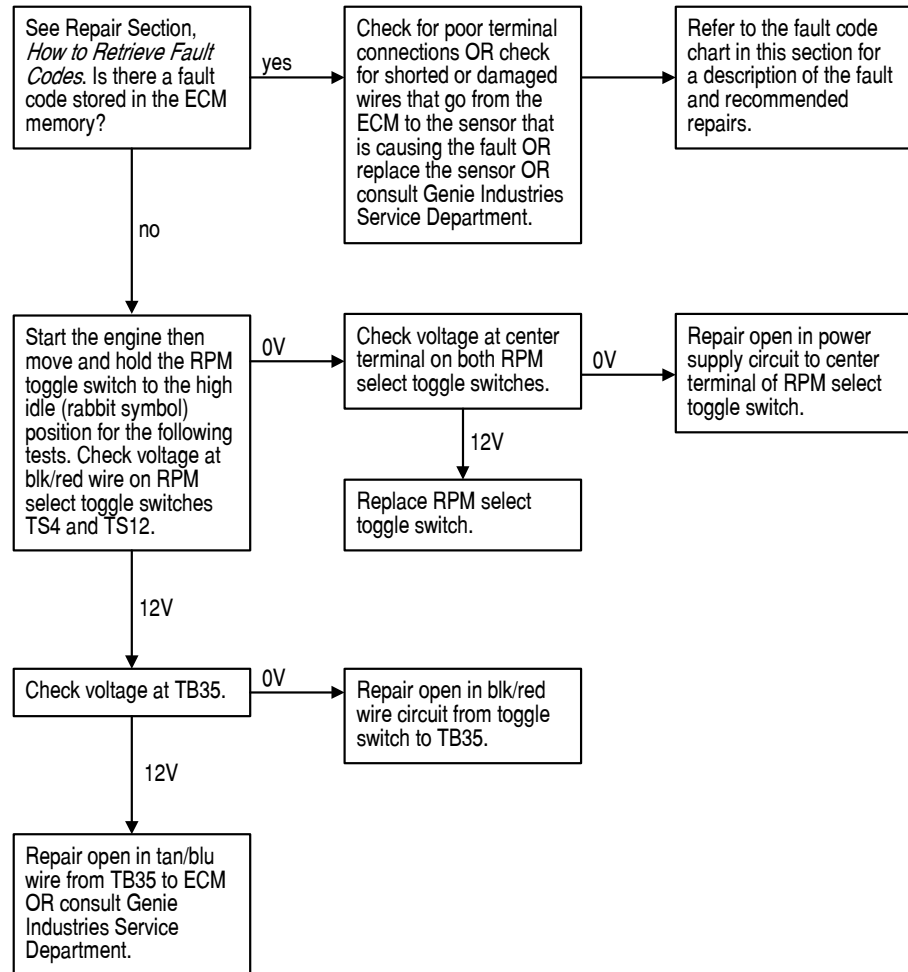 See Repair Section,
How to Retrieve Fault
Codes. Is there a fault
code stored in the ECM
memory?
yes
Check for poor terminal
connections OR check
for shorted or damaged
wires that go from the
ECM to the sensor that
is causing the fault OR
replace the sensor OR
consult Genie Industries
Service Department.
Refer to the fault code
chart in this section for
a description of the fault
and recommended
repairs.
no
Start the engine then
move and hold the RPM
toggle switch to the high
idle (rabbit symbol)
position for the following
tests. Check voltage at
blk/red wire on RPM
select toggle switches
TS4 and TS12.
0V
Check voltage at center
terminal on both RPM
select toggle switches.
0V
Repair open in power
supply circuit to center
terminal of RPM select
toggle switch.
12V
Replace RPM select
toggle switch.
12V
Check voltage at TB35.
0V
Repair open in blk/red
wire circuit from toggle
switch to TB35.
12V
Repair open in tan/blu
wire from TB35 to ECM
OR consult Genie
Industries Service
Department.